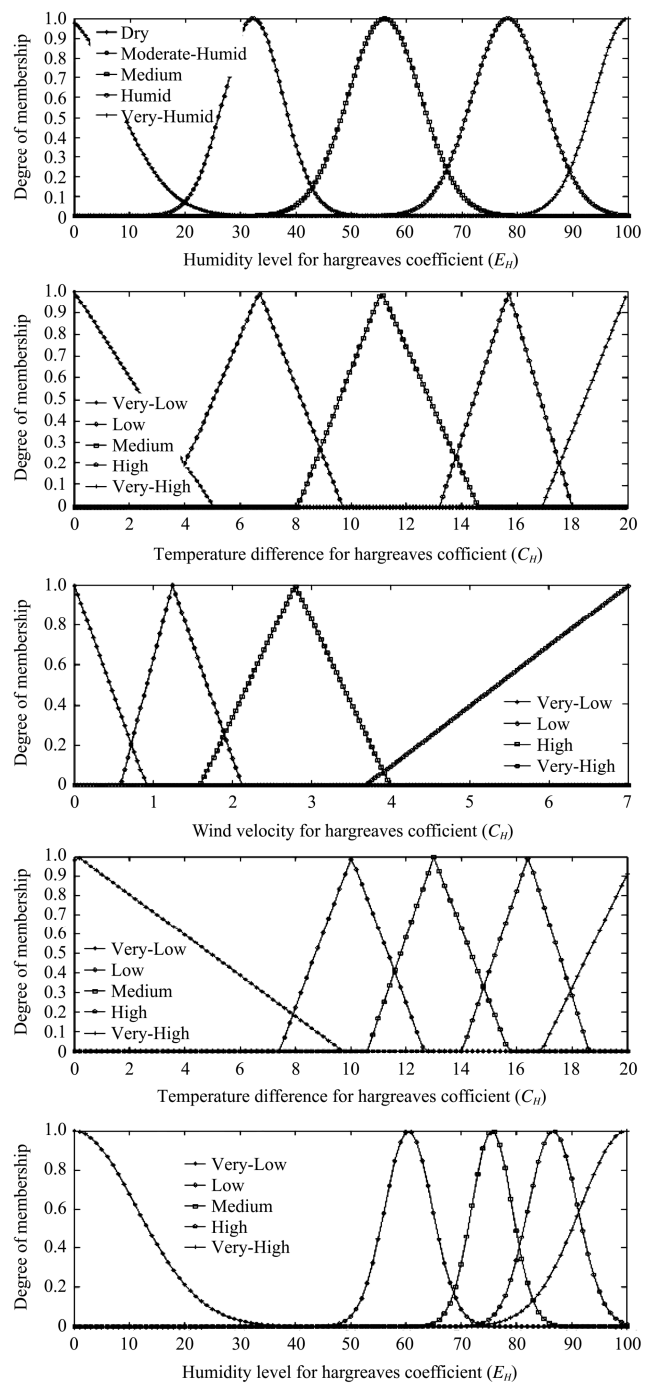 1.0
0.9
0.8
0.7
0.6
0.5
0.4
0.3
0.2
0.1
0
Degree of membership
Dry
Moderate-Humid
Medium
Humid
Very-Humid
0 10 20 30 40 50 60 70 80 90 100
Humidity level for hargreaves coefficient (E_H)
1.0
0.9
0.8
0.7
0.6
0.5
0.4
0.3
0.2
0.1
0
Degree of membership
Very-Low
Low
Medium
High
Very-High
0 2 4 6 8 10 12 14 16 18 20
Temperature difference for hargreaves cofficient (C_H)
1.0
0.8
0.6
0.4
0.2
0
Degree of membership
Very-Low
Low
High
Very-High
0 1 2 3 4 5 6 7
Wind velocity for hargreaves cofficient (C_H)
1.0
0.9
0.8
0.7
0.6
0.5
0.4
0.3
0.2
0.1
0
Degree of membership
Very-Low
Low
Medium
High
Very-High
0 2 4 6 8 10 12 14 16 18 20
Temperature difference for hargreaves cofficient (C_H)
1.0
0.8
0.6
0.4
0.2
0
Degree of membership
Very-Low
Low
Medium
High
Very-High
0 10 20 30 40 50 60 70 80 90 100
Humidity level for hargreaves coefficient (E_H)